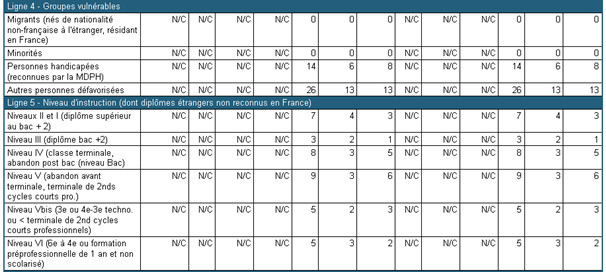 Ligne 4 - Groupes vulnérables
Migrants (nés de nationalité N/C N/C N/C N/C 0 0 0 N/C N/C N/C 0 0 0
non-française à l'étranger, résidant
en France)
Minorités N/C N/C N/C N/C 0 0 0 N/C N/C N/C 0 0 0
Personnes handicapées N/C N/C N/C N/C 14 6 8 N/C N/C N/C 14 6 8
(reconnues par la MDPH)
Autres personnes défavorisées N/C N/C N/C N/C 26 13 13 N/C N/C N/C 26 13 13
Ligne 5 - Niveau d'instruction (dont diplômes étrangers non reconnus en France)
Niveaux II et I (diplôme supérieur N/C N/C N/C N/C 7 4 3 N/C N/C N/C 7 4 3
au bac + 2)
Niveau III (diplôme bac +2) N/C N/C N/C N/C 3 2 1 N/C N/C N/C 3 2 1
Niveau IV (classe terminale, N/C N/C N/C N/C 8 3 5 N/C N/C N/C 8 3 5
abandon post bac (niveau Bac)
Niveau V (abandon avant N/C N/C N/C N/C 9 3 6 N/C N/C N/C 9 3 6
terminale, terminale de 2nds
cycles courts pro.)
Niveau Vbis (3e ou 4e-3e techno. N/C N/C N/C N/C 5 2 3 N/C N/C N/C 5 2 3
ou < terminale de 2nd cycles
courts professionnels)
Niveau VI (6e à 4e ou formation N/C N/C N/C N/C 5 3 2 N/C N/C N/C 5 3 2
préprofessionnelle de 1 an et non
scolarisé)